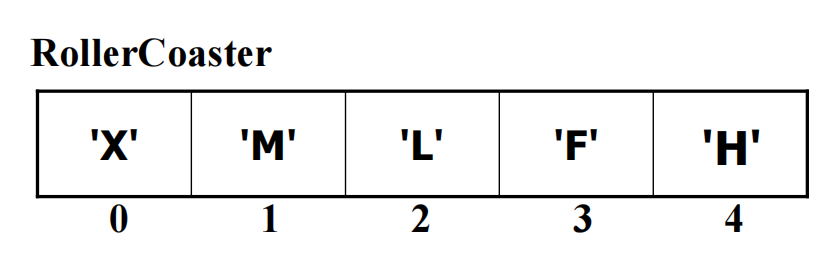 RollerCoaster
'X' 'M' 'L' 'F' 'H'
0 1 2 3 4